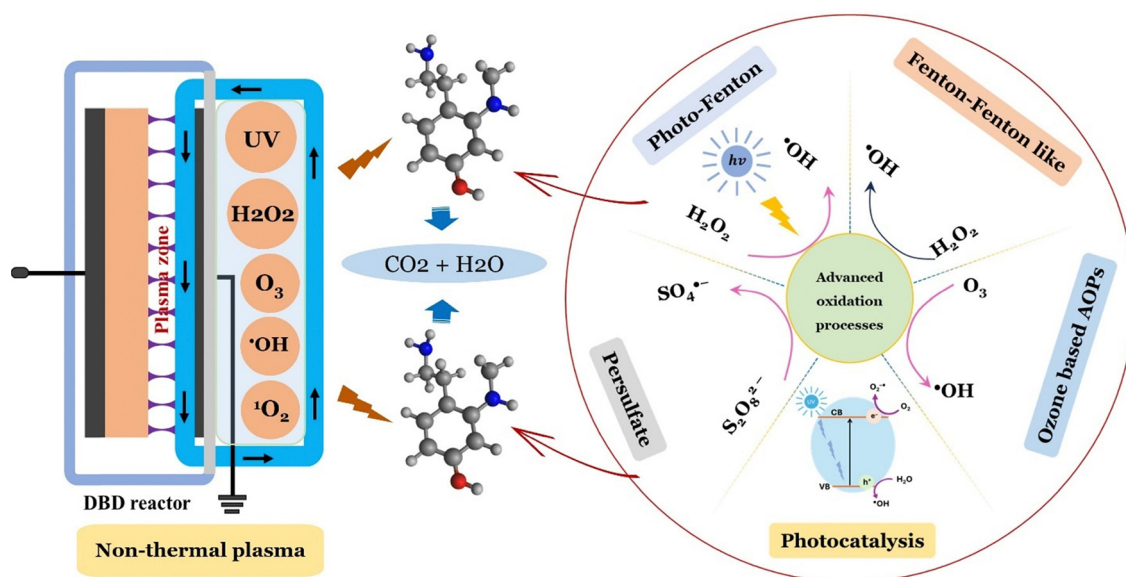 UV
H2O2
O₃
•OH
¹O₂
Plasma zone
DBD reactor
Non-thermal plasma
CO2 + H2O
Photo-Fenton
hv
•OH
H₂O₂
Fenton-Fenton like
•OH
H₂O₂
Ozone based AOPs
O₃
•OH
Advanced
oxidation
processes
SO₄•⁻
S₂O₈²⁻
Persulfate
UV
CB
e⁻
O₂⁻•
O₂
VB
h⁺
H₂O
•OH
Photocatalysis